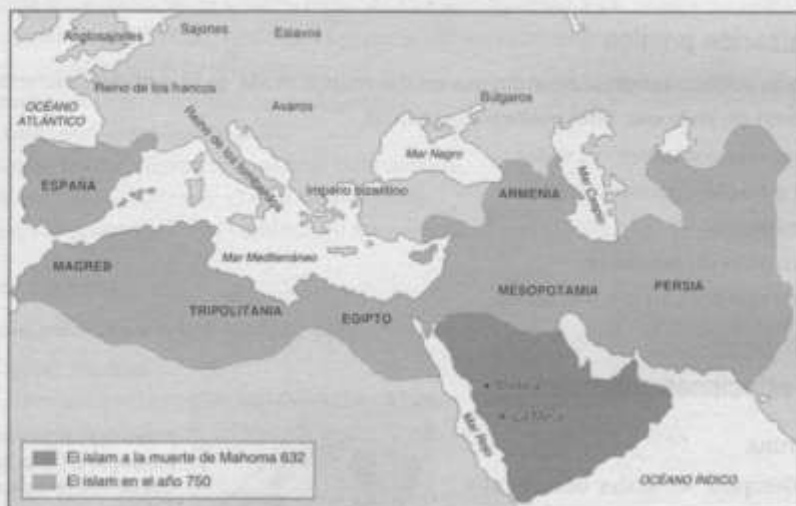 Anglosajones
Sajones
Eslavos
Reino de los francos
OCÉANO
ATLÁNTICO
Ávaros
Búlgaros
Reino de los lombardos
Mar Negro
Mar Caspio
ESPAÑA
Imperio bizantino
ARMENIA
Mar Mediterráneo
MAGREB
MESOPOTAMIA
PERSIA
TRIPOLITANIA
EGIPTO
La Meca
Mar Rojo
El islam a la muerte de Mahoma 632
El islam en el año 750
OCÉANO ÍNDICO